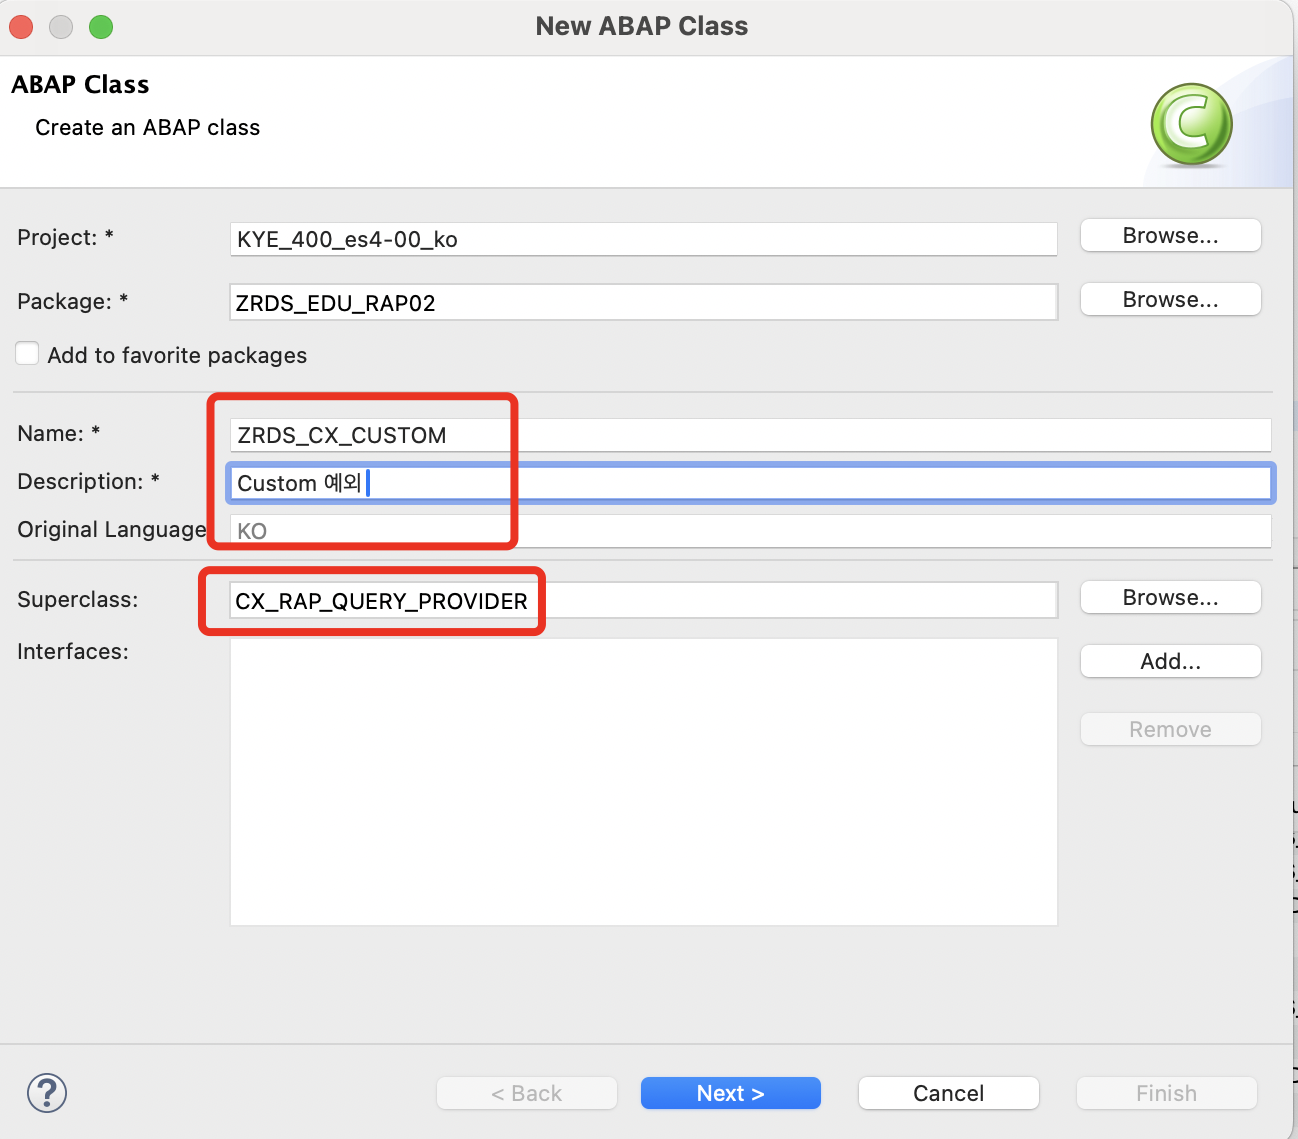 New ABAP Class
ABAP Class
Create an ABAP class
Project: *
KYE_400_es4-00_ko
Browse...
Package: *
ZRDS_EDU_RAP02
Browse...
Add to favorite packages
Name: *
ZRDS_CX_CUSTOM
Description: *
Custom 예외
Original Language
KO
Superclass:
CX_RAP_QUERY_PROVIDER
Browse...
Interfaces:
Add...
Remove
?
< Back
Next >
Cancel
Finish